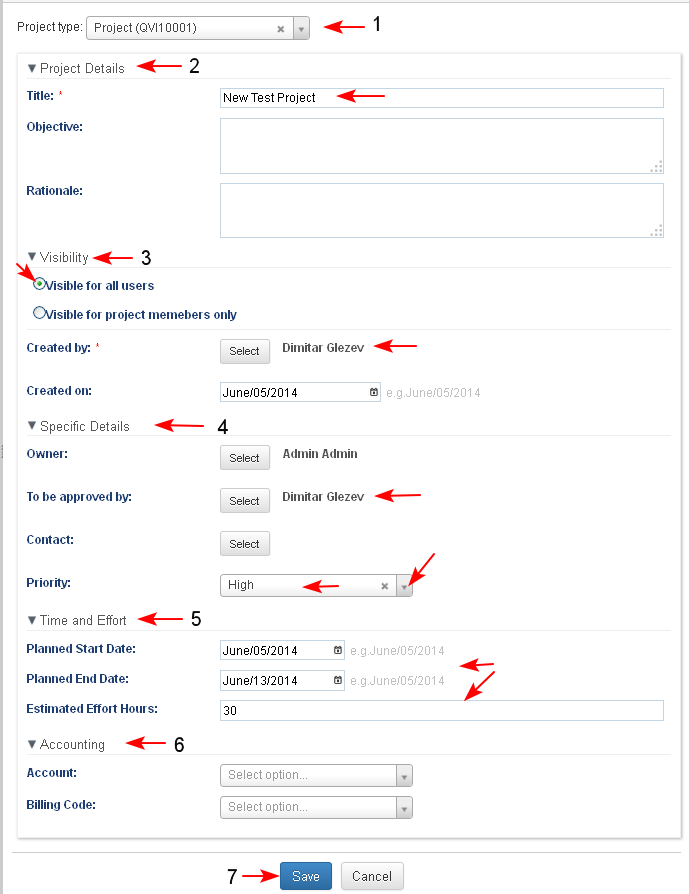 Project type: Project (QVI10001) 1
Project Details 2
Title: * New Test Project
Objective:
Rationale:
Visibility 3
Visible for all users
Visible for project memebers only
Created by: * Select Dimitar Glezev
Created on: June/05/2014 e.g.June/05/2014
Specific Details 4
Owner: Select Admin Admin
To be approved by: Select Dimitar Glezev
Contact: Select
Priority: High
Time and Effort 5
Planned Start Date: June/05/2014 e.g.June/05/2014
Planned End Date: June/13/2014 e.g.June/05/2014
Estimated Effort Hours: 30
Accounting 6
Account: Select option...
Billing Code: Select option...
7 Save Cancel